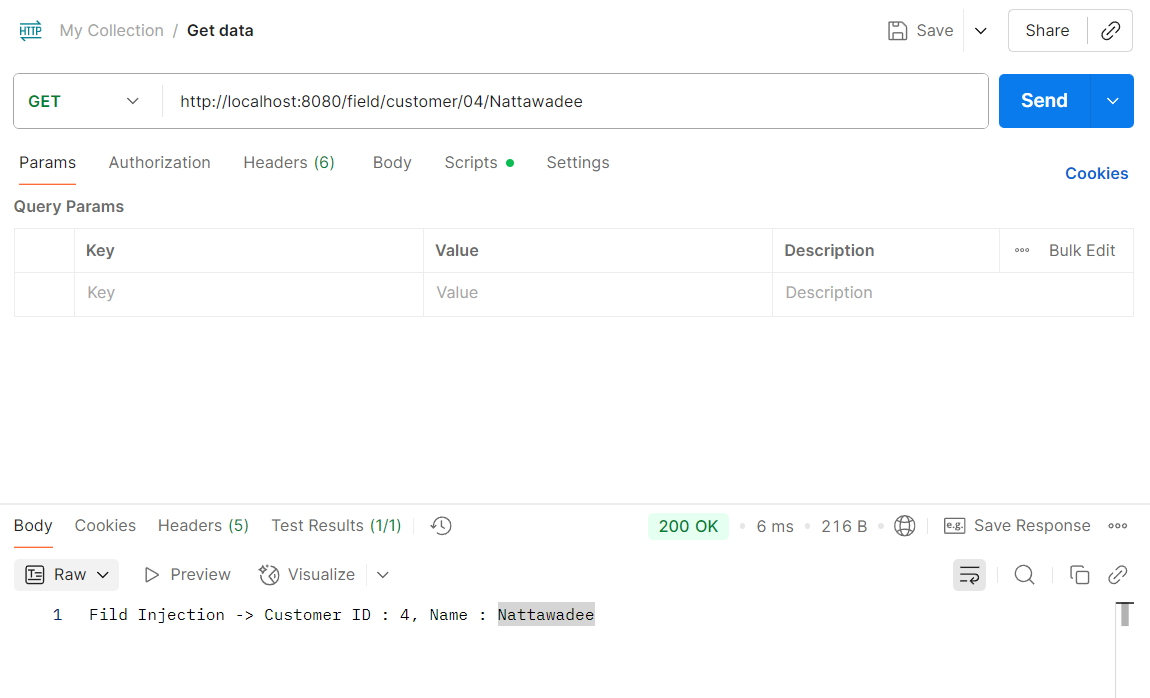 HTTP My Collection / Get data Save Share
GET http://localhost:8080/field/customer/04/Nattawadee Send
Params Authorization Headers (6) Body Scripts Settings Cookies
Query Params
Key Value Description Bulk Edit
Key Value Description
Body Cookies Headers (5) Test Results (1/1) 200 OK 6 ms 216 B e.g. Save Response
Raw Preview Visualize
1 Fild Injection -> Customer ID : 4, Name : Nattawadee